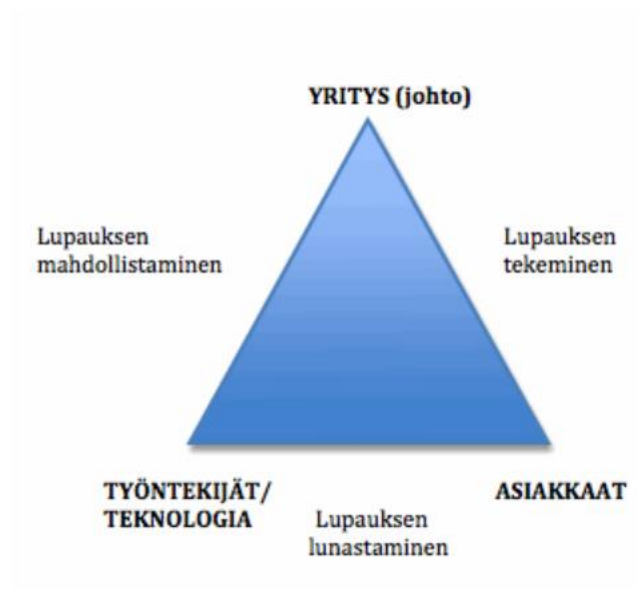 YRITYS (johto)
Lupauksen
mahdollistaminen
Lupauksen
tekeminen
TYÖNTEKIJÄT/
TEKNOLOGIA
Lupauksen
lunastaminen
ASIAKKAAT